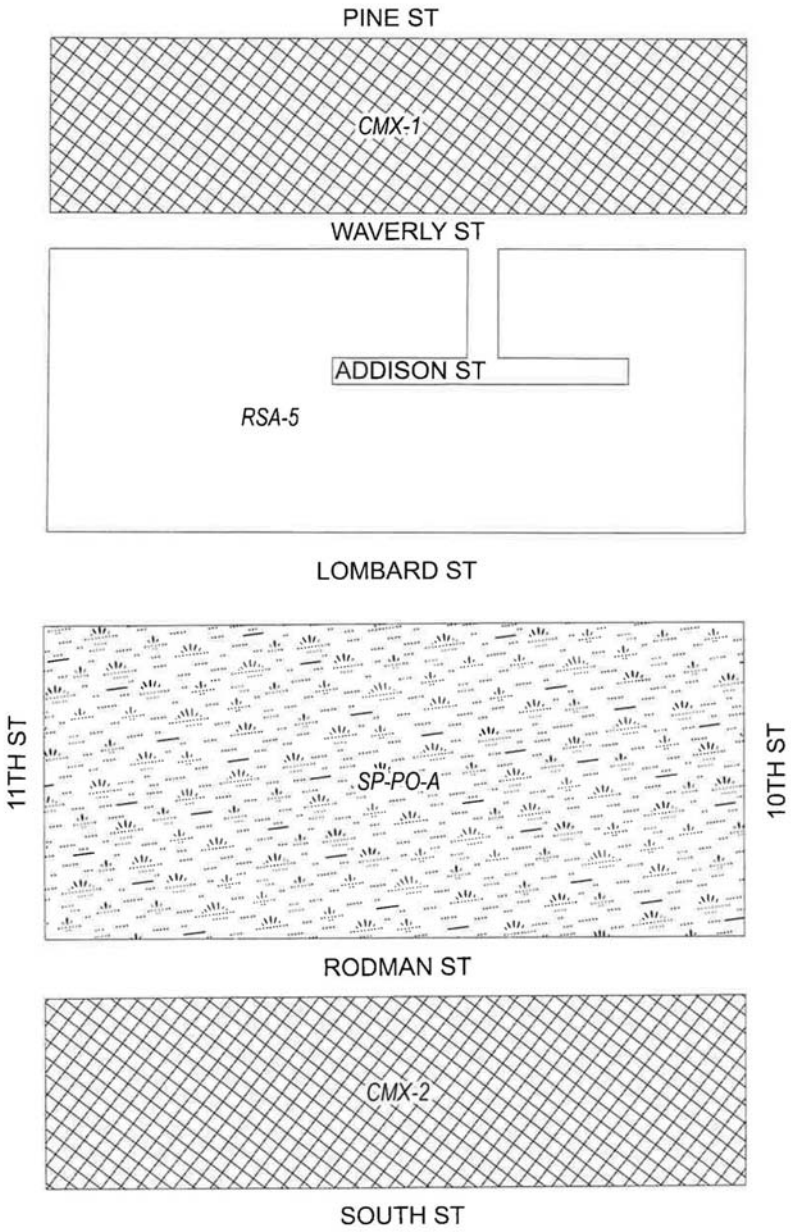 PINE ST
CMX-1
WAVERLY ST
ADDISON ST
RSA-5
LOMBARD ST
11TH ST
SP-PO-A
10TH ST
RODMAN ST
CMX-2
SOUTH ST